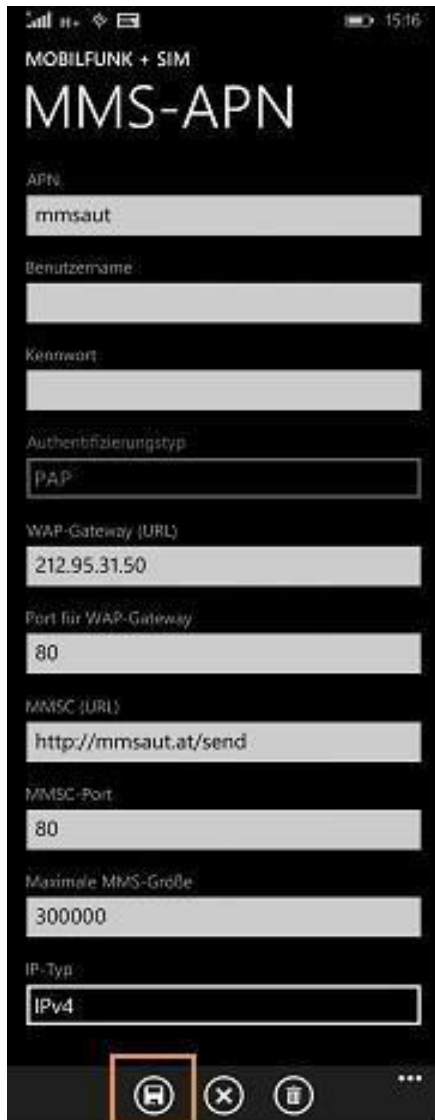 H+ 15:16
MOBILFUNK + SIM
MMS-APN
APN
mmsaut
Benutzername
Kennwort
Authentifizierungstyp
PAP
WAP-Gateway (URL)
212.95.31.50
Port für WAP-Gateway
80
MMSC (URL)
http://mmsaut.at/send
MMSC-Port
80
Maximale MMS-Größe
300000
IP-Typ
IPv4